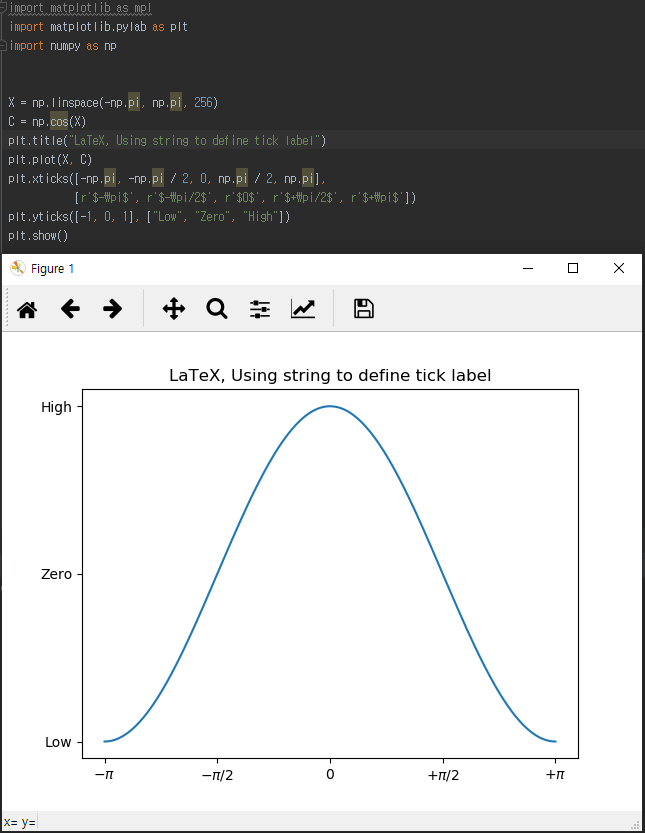 import matplotlib as mpl
import matplotlib.pylab as plt
import numpy as np
X = np.linspace(-np.pi, np.pi, 256)
C = np.cos(X)
plt.title("LaTeX, Using string to define tick label")
plt.plot(X, C)
plt.xticks([-np.pi, -np.pi / 2, 0, np.pi / 2, np.pi],
[r'$-₩pi$', r'$-₩pi/2$', r'$0$', r'$+₩pi/2$', r'$+₩pi$'])
plt.yticks([-1, 0, 1], ["Low", "Zero", "High"])
plt.show()
Figure 1
LaTeX, Using string to define tick label
High
Zero
Low
−π −π/2 0 +π/2 +π
x= y=